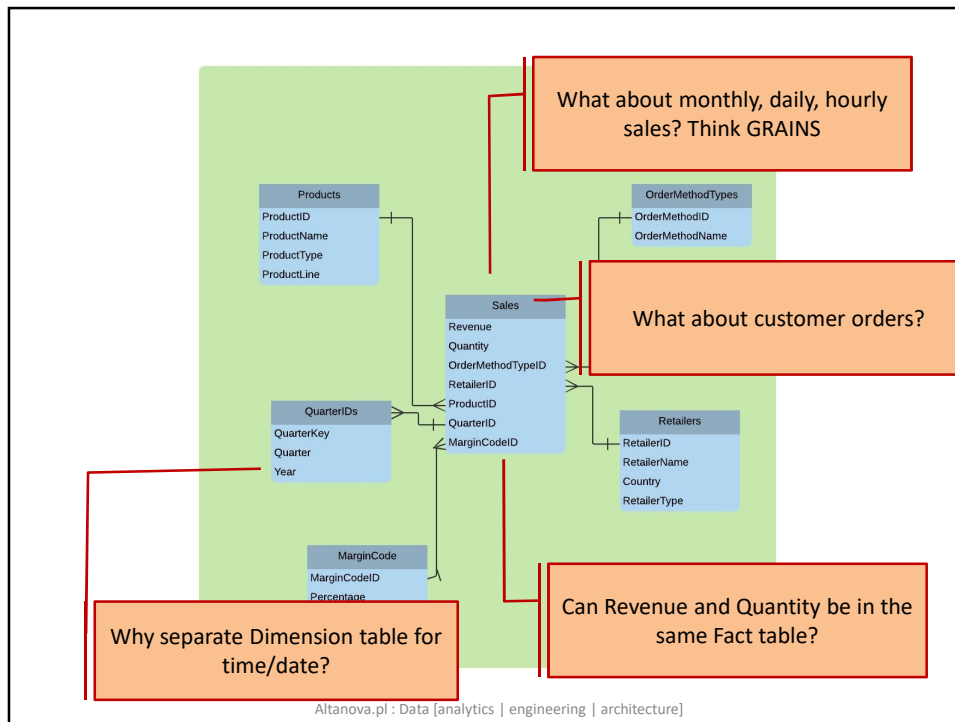 What about monthly, daily, hourly
sales? Think GRAINS
Products
ProductID
ProductName
ProductType
ProductLine
OrderMethodTypes
OrderMethodID
OrderMethodName
What about customer orders?
Sales
Revenue
Quantity
OrderMethodTypeID
RetailerID
ProductID
QuarterID
MarginCodeID
QuarterIDs
QuarterKey
Quarter
Year
Retailers
RetailerID
RetailerName
Country
RetailerType
MarginCode
MarginCodeID
Percentage
Why separate Dimension table for
time/date?
Can Revenue and Quantity be in the
same Fact table?
Altanova.pl : Data [analytics | engineering | architecture]